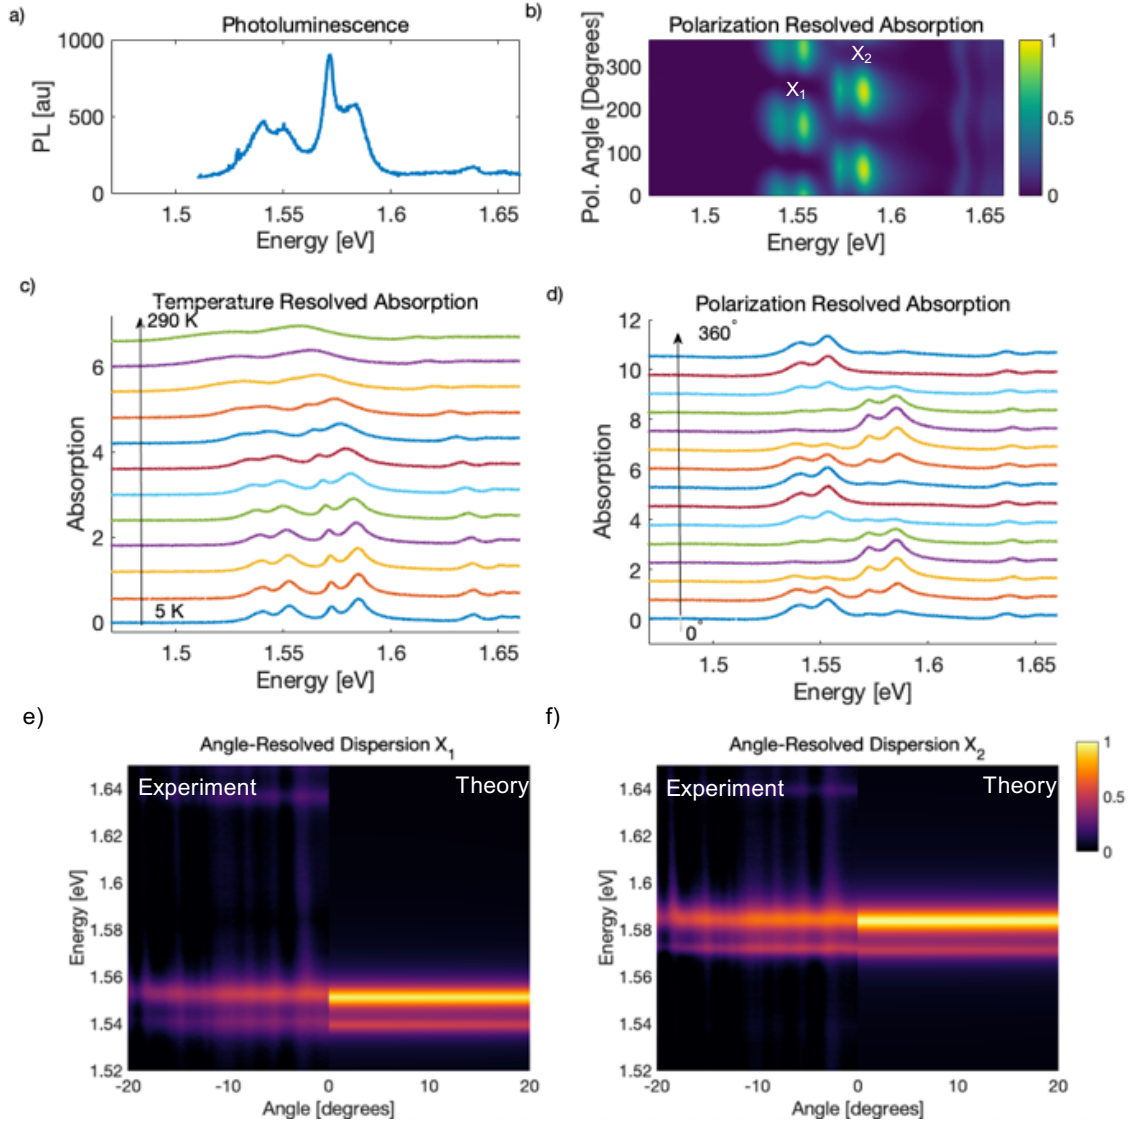 a)
Photoluminescence
1000
500
0
PL [au]
1.5
1.55
1.6
1.65
Energy [eV]
b)
Polarization Resolved Absorption
X2
X1
300
200
100
0
Pol. Angle [Degrees]
1.5
1.55
1.6
1.65
Energy [eV]
1
0.5
0
c)
Temperature Resolved Absorption
290 K
6
4
2
0
5 K
Absorption
1.5
1.55
1.6
1.65
Energy [eV]
d)
Polarization Resolved Absorption
12
360°
10
8
6
4
2
0
0°
Absorption
1.5
1.55
1.6
1.65
Energy [eV]
e)
Angle-Resolved Dispersion X1
Experiment
Theory
1.64
1.62
1.6
1.58
1.56
1.54
1.52
Energy [eV]
-20
-10
0
10
20
Angle [degrees]
f)
Angle-Resolved Dispersion X2
Experiment
Theory
1.64
1.62
1.6
1.58
1.56
1.54
1.52
Energy [eV]
-20
-10
0
10
20
Angle [degrees]
1
0.5
0